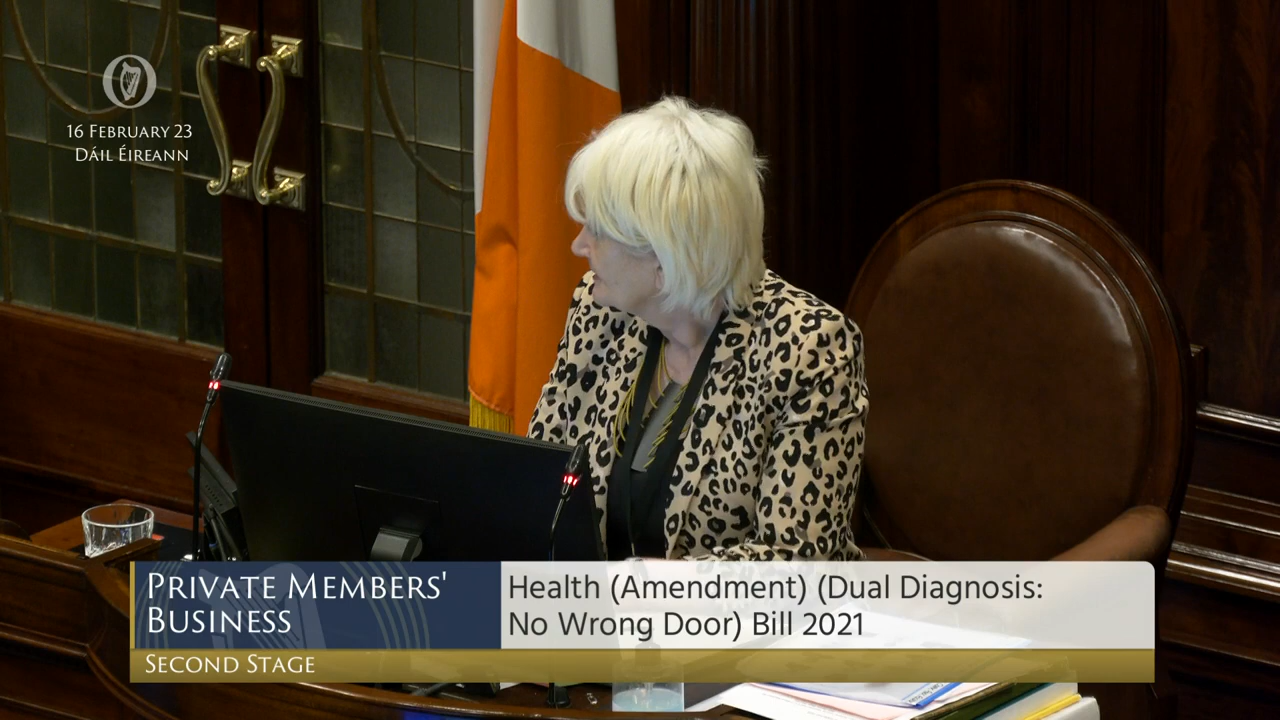 16 February 23
Dáil Éireann
Private Members'
Business
Health (Amendment) (Dual Diagnosis:
No Wrong Door) Bill 2021
Second Stage